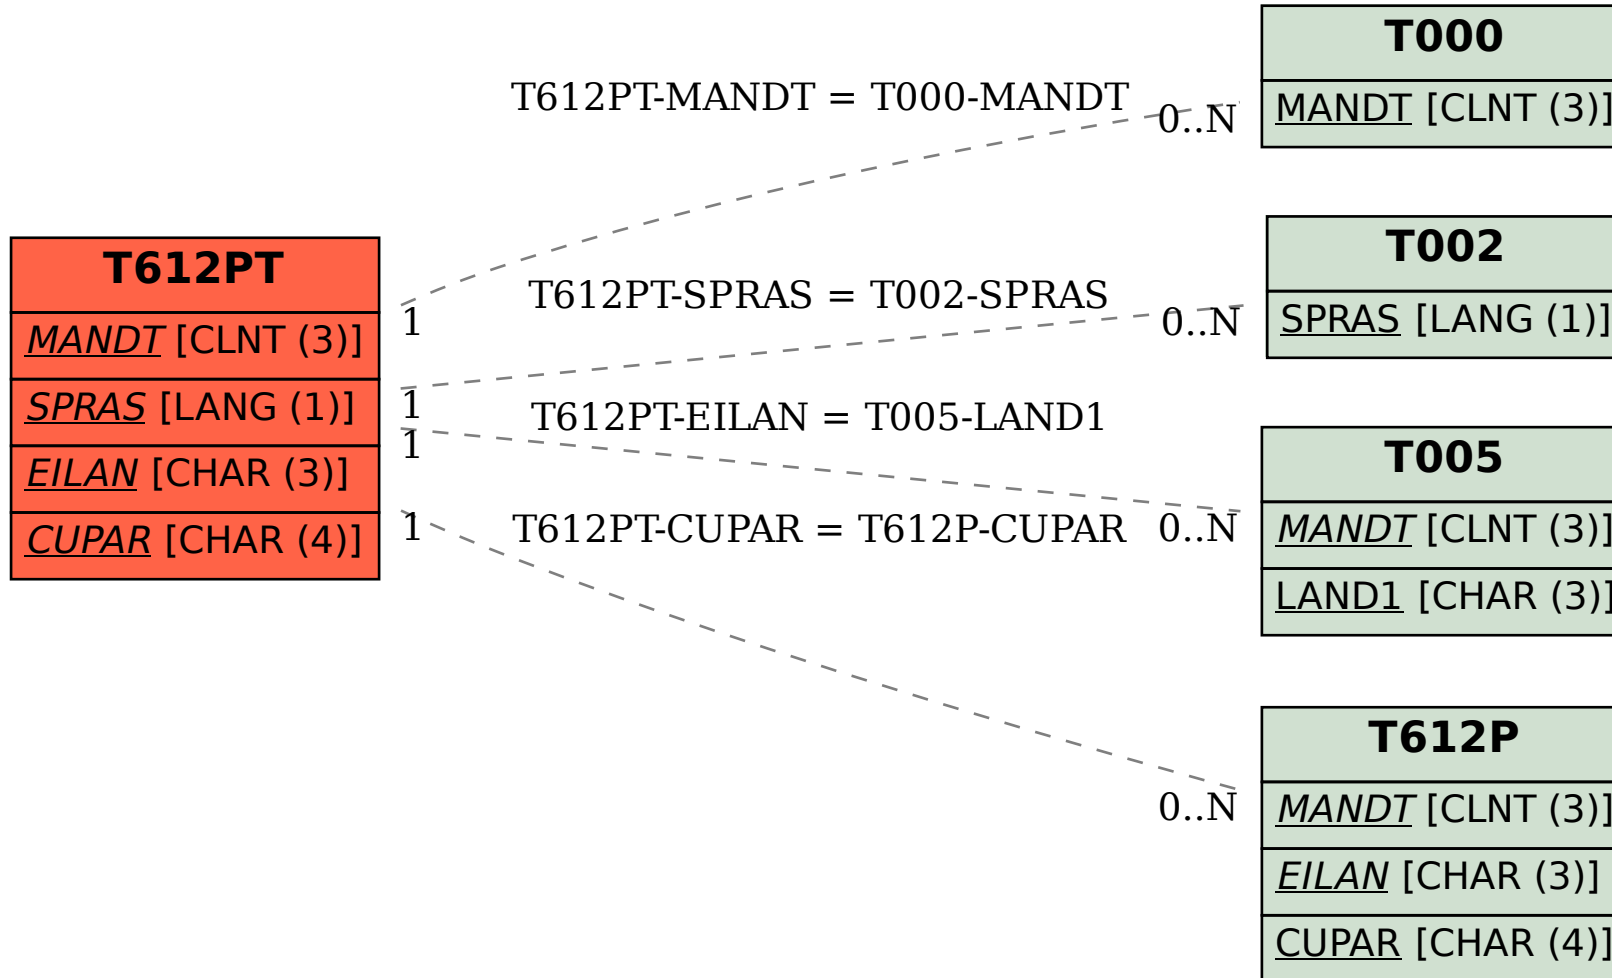 T612PT
MANDT [CLNT (3)]
SPRAS [LANG (1)]
EILAN [CHAR (3)]
CUPAR [CHAR (4)]
T612PT-MANDT = T000-MANDT
0..N
1
T612PT-SPRAS = T002-SPRAS
0..N
1
T612PT-EILAN = T005-LAND1
0..N
1
T612PT-CUPAR = T612P-CUPAR
0..N
1
T000
MANDT [CLNT (3)]
T002
SPRAS [LANG (1)]
T005
MANDT [CLNT (3)]
LAND1 [CHAR (3)]
T612P
MANDT [CLNT (3)]
EILAN [CHAR (3)]
CUPAR [CHAR (4)]